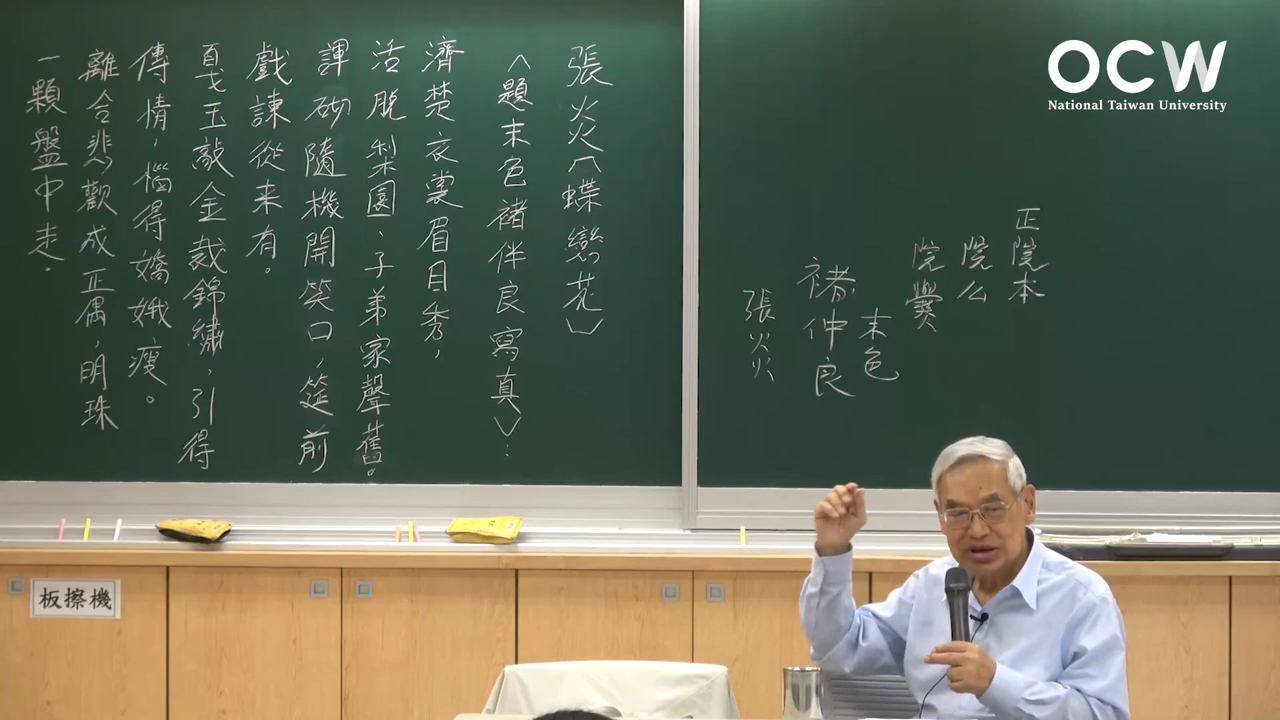 張炎〈蝶戀花〉
〈題末色褚伴良寫真〉:
濟楚衣裳眉目秀,
活脫梨園、子弟家聲舊。
諢砌隨機開笑口,筵前
戲諫從來有。
戛玉敲金裁錦繡,引得
傳情,惱得嬌娥瘦。
離合悲觀成正偶,明珠
一顆盤中走。
正院本
院么
院爨
末色
褚仲良
張炎
OCW
National Taiwan University
板擦機